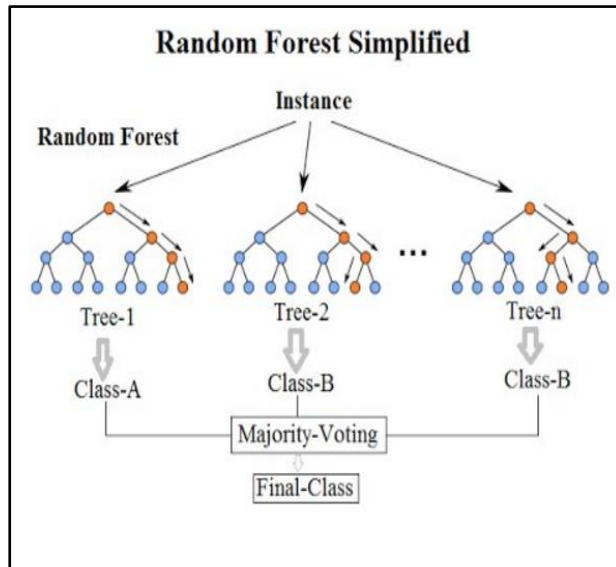 Random Forest Simplified
Instance
Random Forest
...
Tree-1 Tree-2 Tree-n
Class-A Class-B Class-B
Majority-Voting
Final-Class